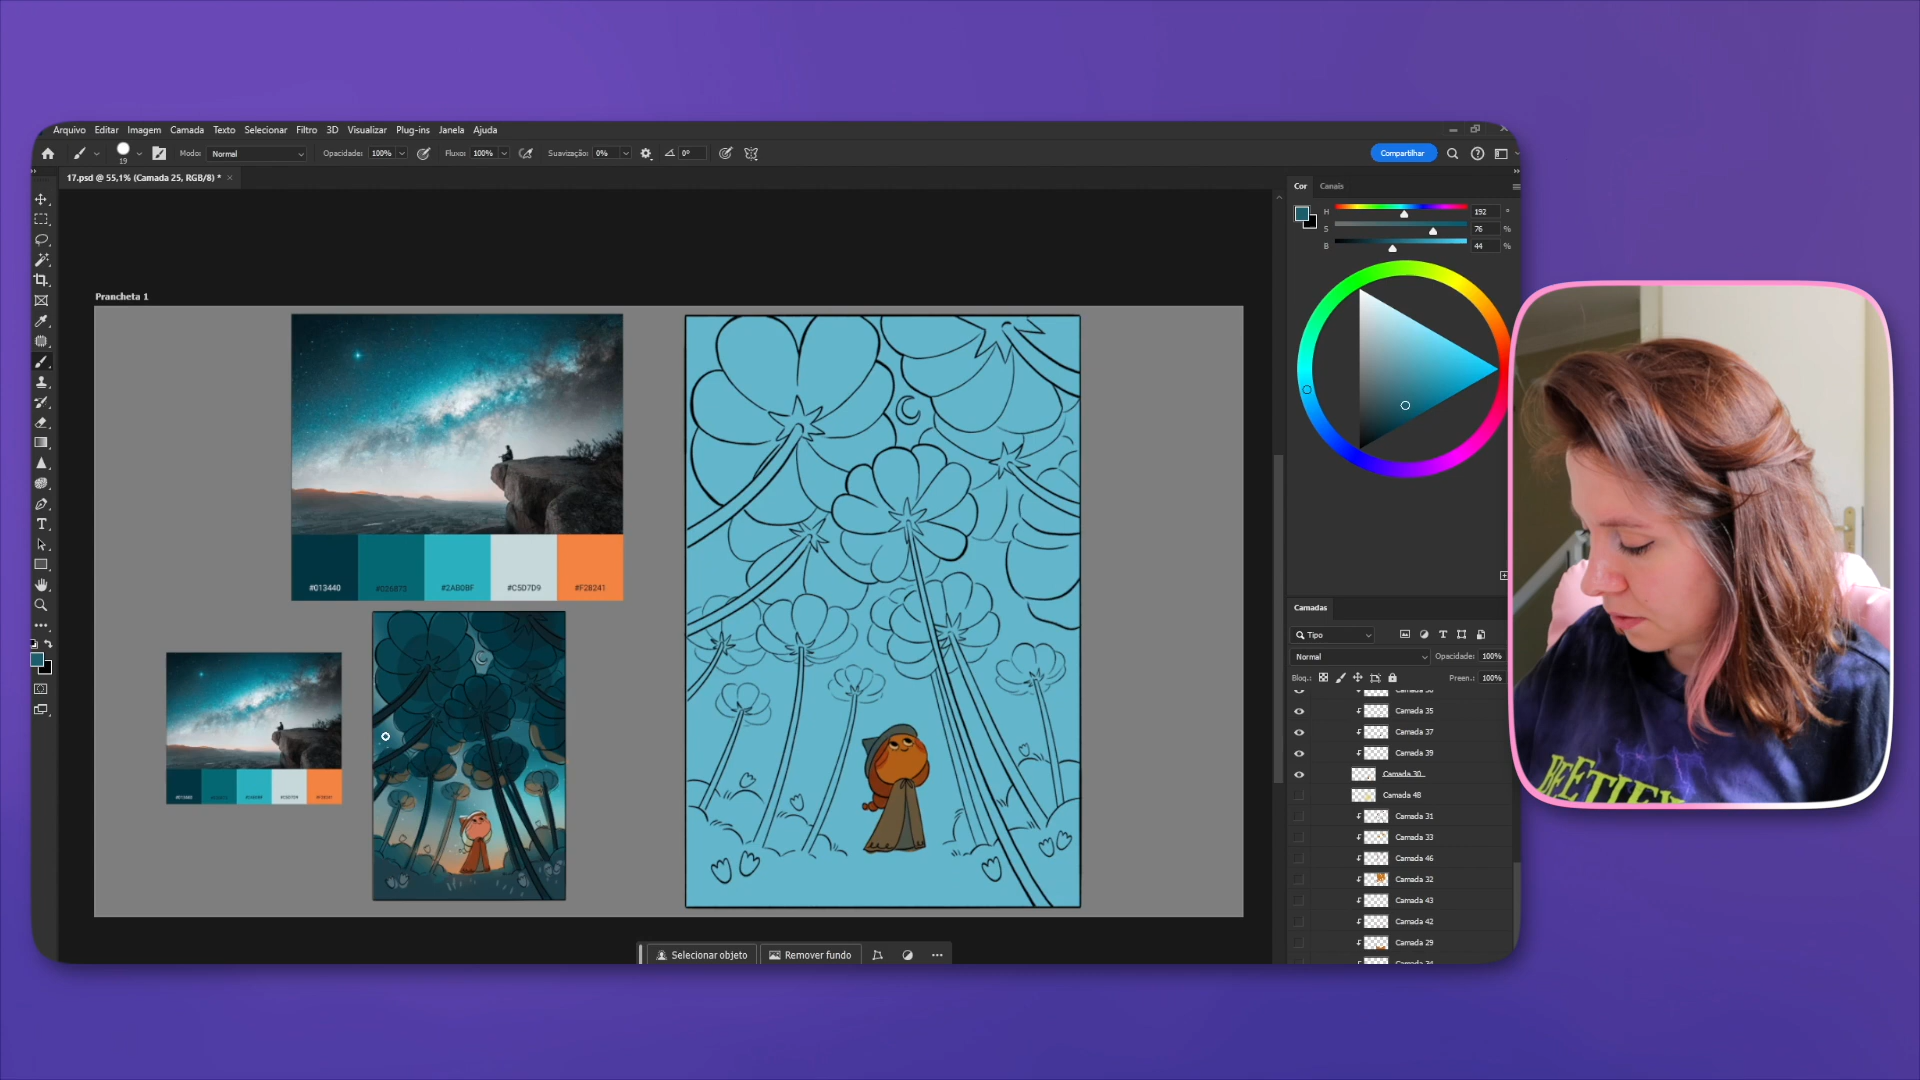 Arquivo Editar Imagem Camada Texto Selecionar Filtro 3D Visualizar Plug-ins Janela Ajuda
19 Modo: Normal Opacidade: 100% Fluxo: 100% Suavização: 0% 0° Compartilhar
17.psd @ 55,1% (Camada 25, RGB/8) *
Cor Canais
H 192 °
S 76 %
B 44 %
Prancheta 1
#013440 #026873 #2AB0BF #C5D7D9 #F28241
Camadas
Tipo
Normal Opacidade: 100%
Bloq.: Preen.: 100%
Camada 35
Camada 37
Camada 39
Camada 30
Camada 48
Camada 31
Camada 33
Camada 46
Camada 32
Camada 43
Camada 42
Camada 29
Selecionar objeto Remover fundo